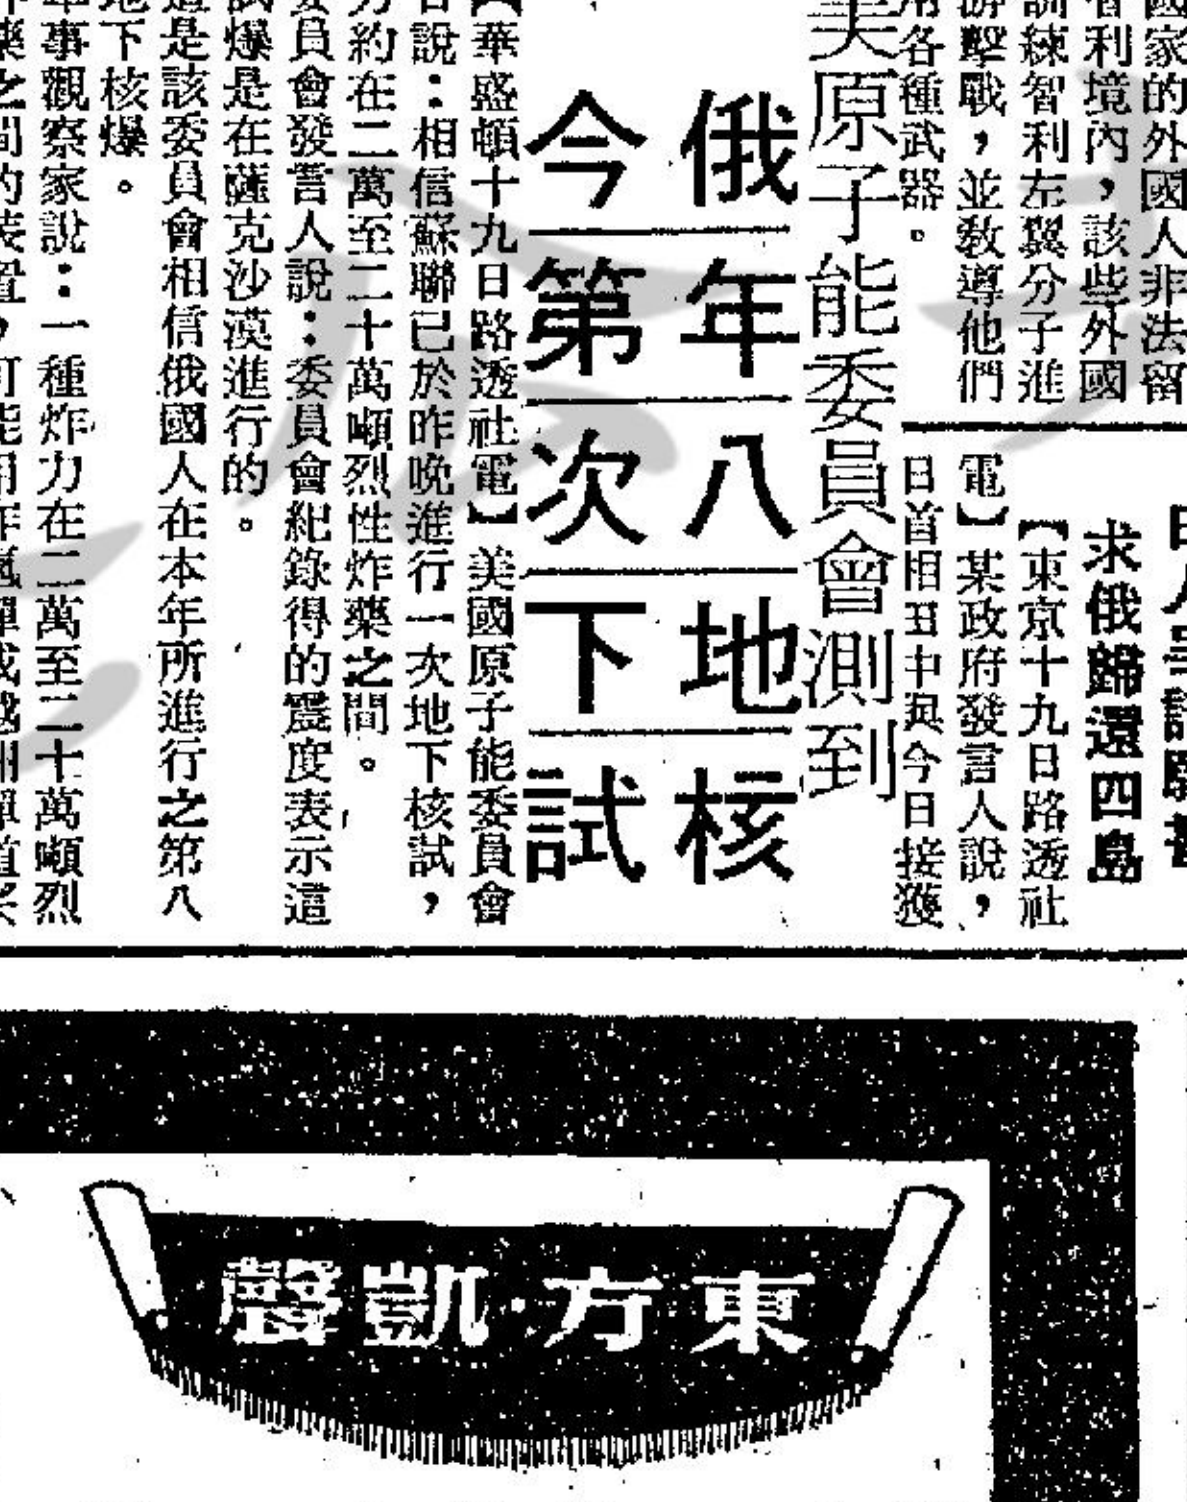 國家的外國人非法留
智利境內，該些外國
訓練智利左翼分子進
游擊戰，並教導他們
用各種武器。
求俄歸還四島
【東京十九日路透社
電】某政府發言人說，
日首相田中與今日接獲
美原子能委員會測到
俄年八地核
今第次下試
【華盛頓十九日路透社電】美國原子能委員會
說：相信蘇聯已於昨晚進行一次地下核試，
力約在二萬至二十萬噸烈性炸藥之間。
委員會發言人說：委員會紀錄得的震度表示這
試爆是在薩克沙漠進行的。
這是該委員會相信俄國人在本年所進行之第八
地下核爆。
軍事觀察家說：一種炸力在二萬至二十萬噸烈
炸藥之間的裝置，可能用作氫彈或越洲彈道
東方·凱聲